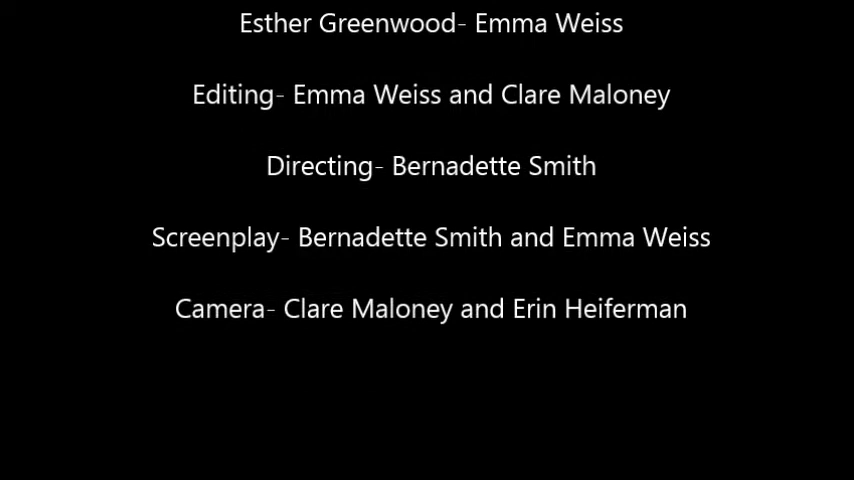 Esther Greenwood- Emma Weiss
Editing- Emma Weiss and Clare Maloney
Directing- Bernadette Smith
Screenplay- Bernadette Smith and Emma Weiss
Camera- Clare Maloney and Erin Heiferman